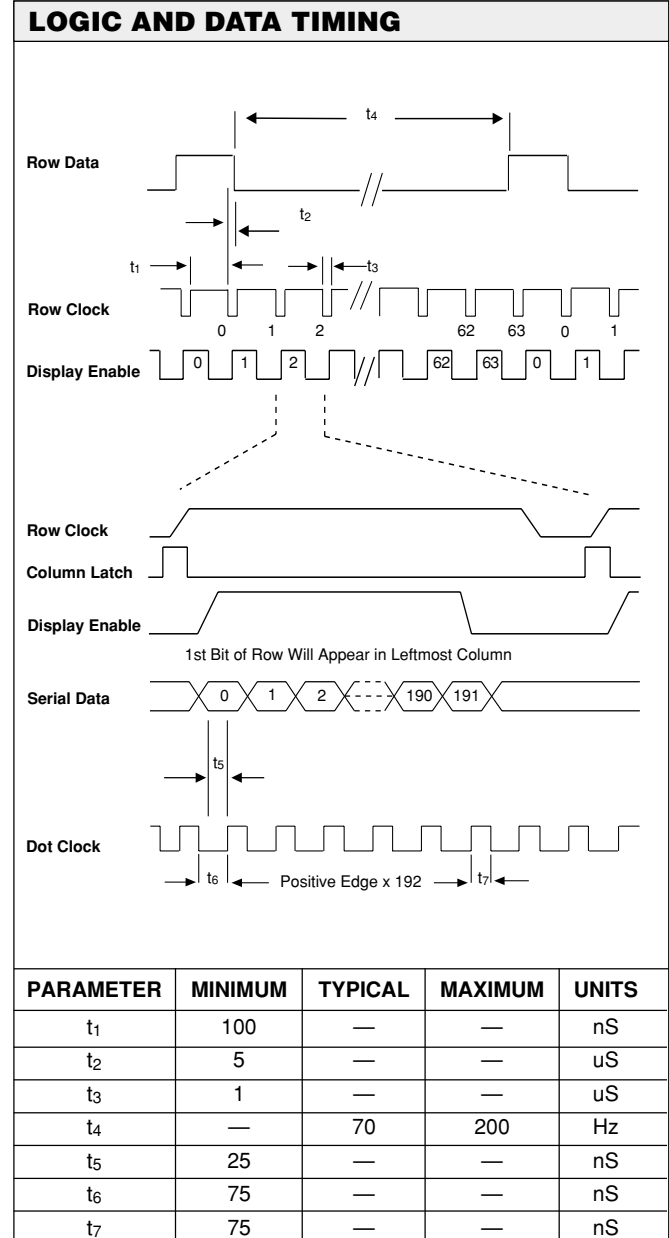 LOGIC AND DATA TIMING
t4
Row Data
t2
t1 t3
Row Clock
0 1 2 62 63 0 1
Display Enable 0 1 2 62 63 0 1
Row Clock
Column Latch
Display Enable
1st Bit of Row Will Appear in Leftmost Column
Serial Data 0 1 2 190 191
t5
Dot Clock
t6 Positive Edge x 192 t7
PARAMETER MINIMUM TYPICAL MAXIMUM UNITS
t1 100 — — nS
t2 5 — — uS
t3 1 — — uS
t4 — 70 200 Hz
t5 25 — — nS
t6 75 — — nS
t7 75 — — nS